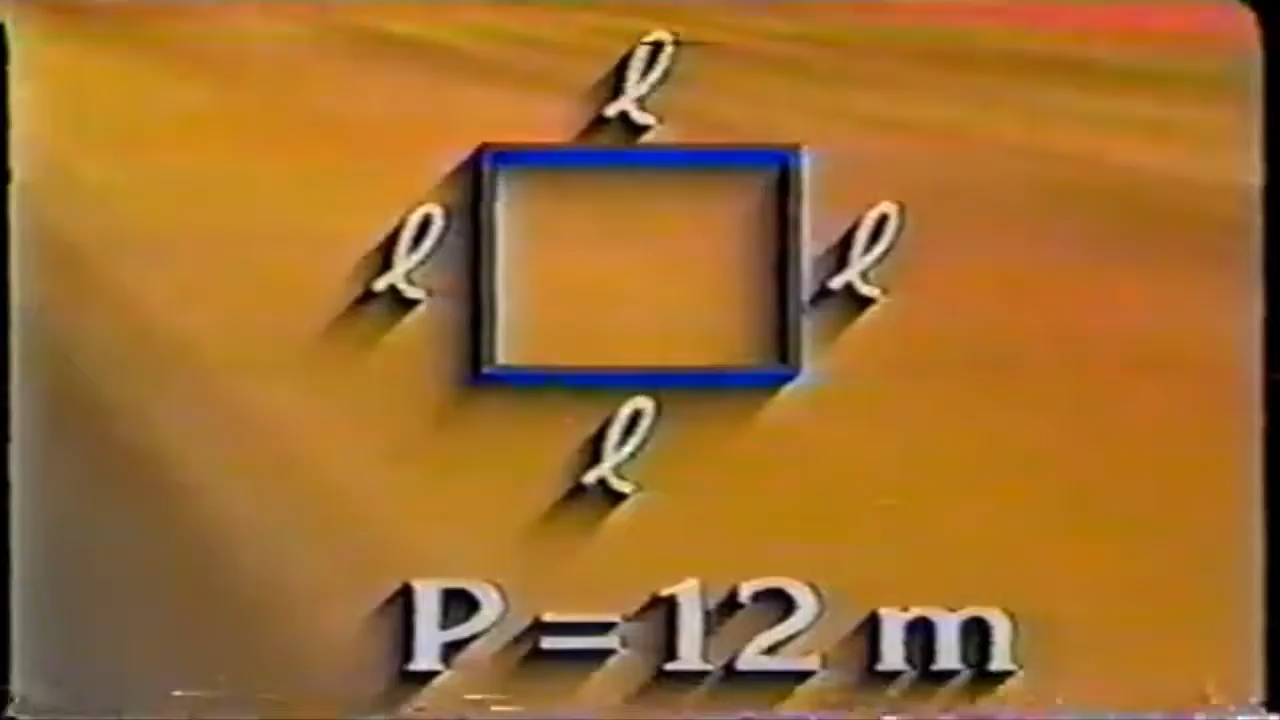 ℓ
ℓ ℓ
ℓ
P = 12 m